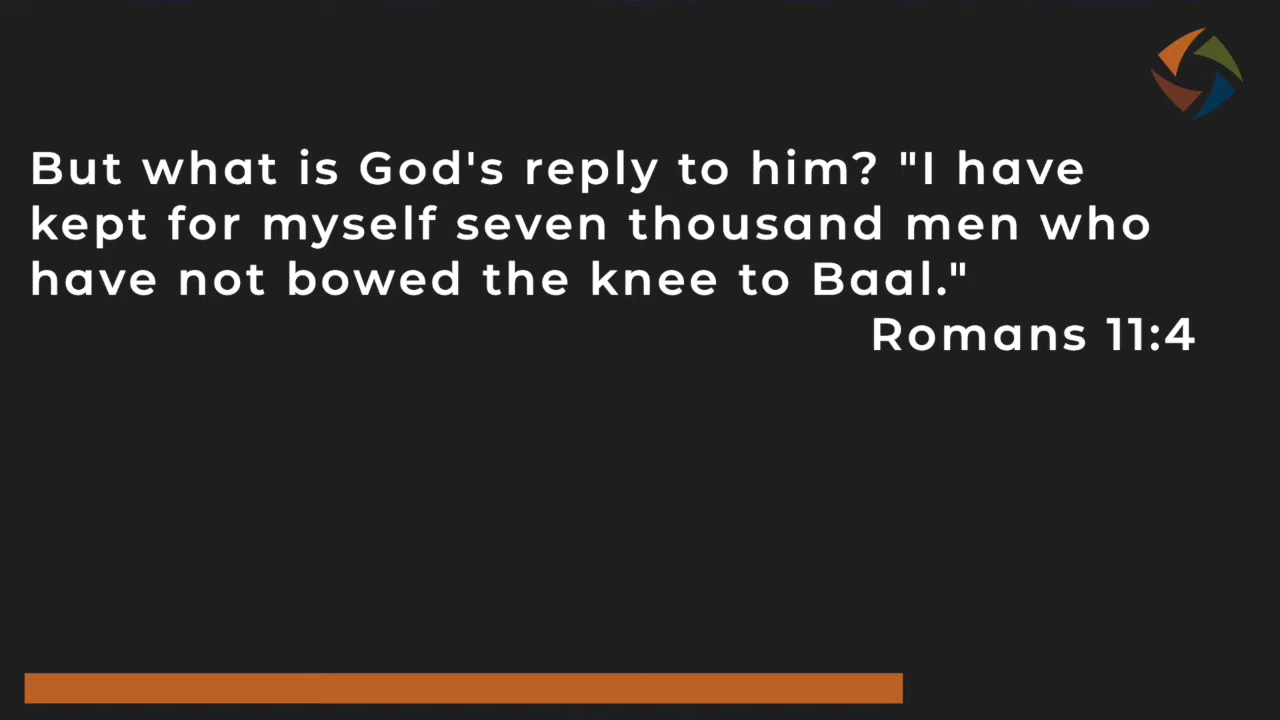 But what is God's reply to him? "I have
kept for myself seven thousand men who
have not bowed the knee to Baal."
Romans 11:4